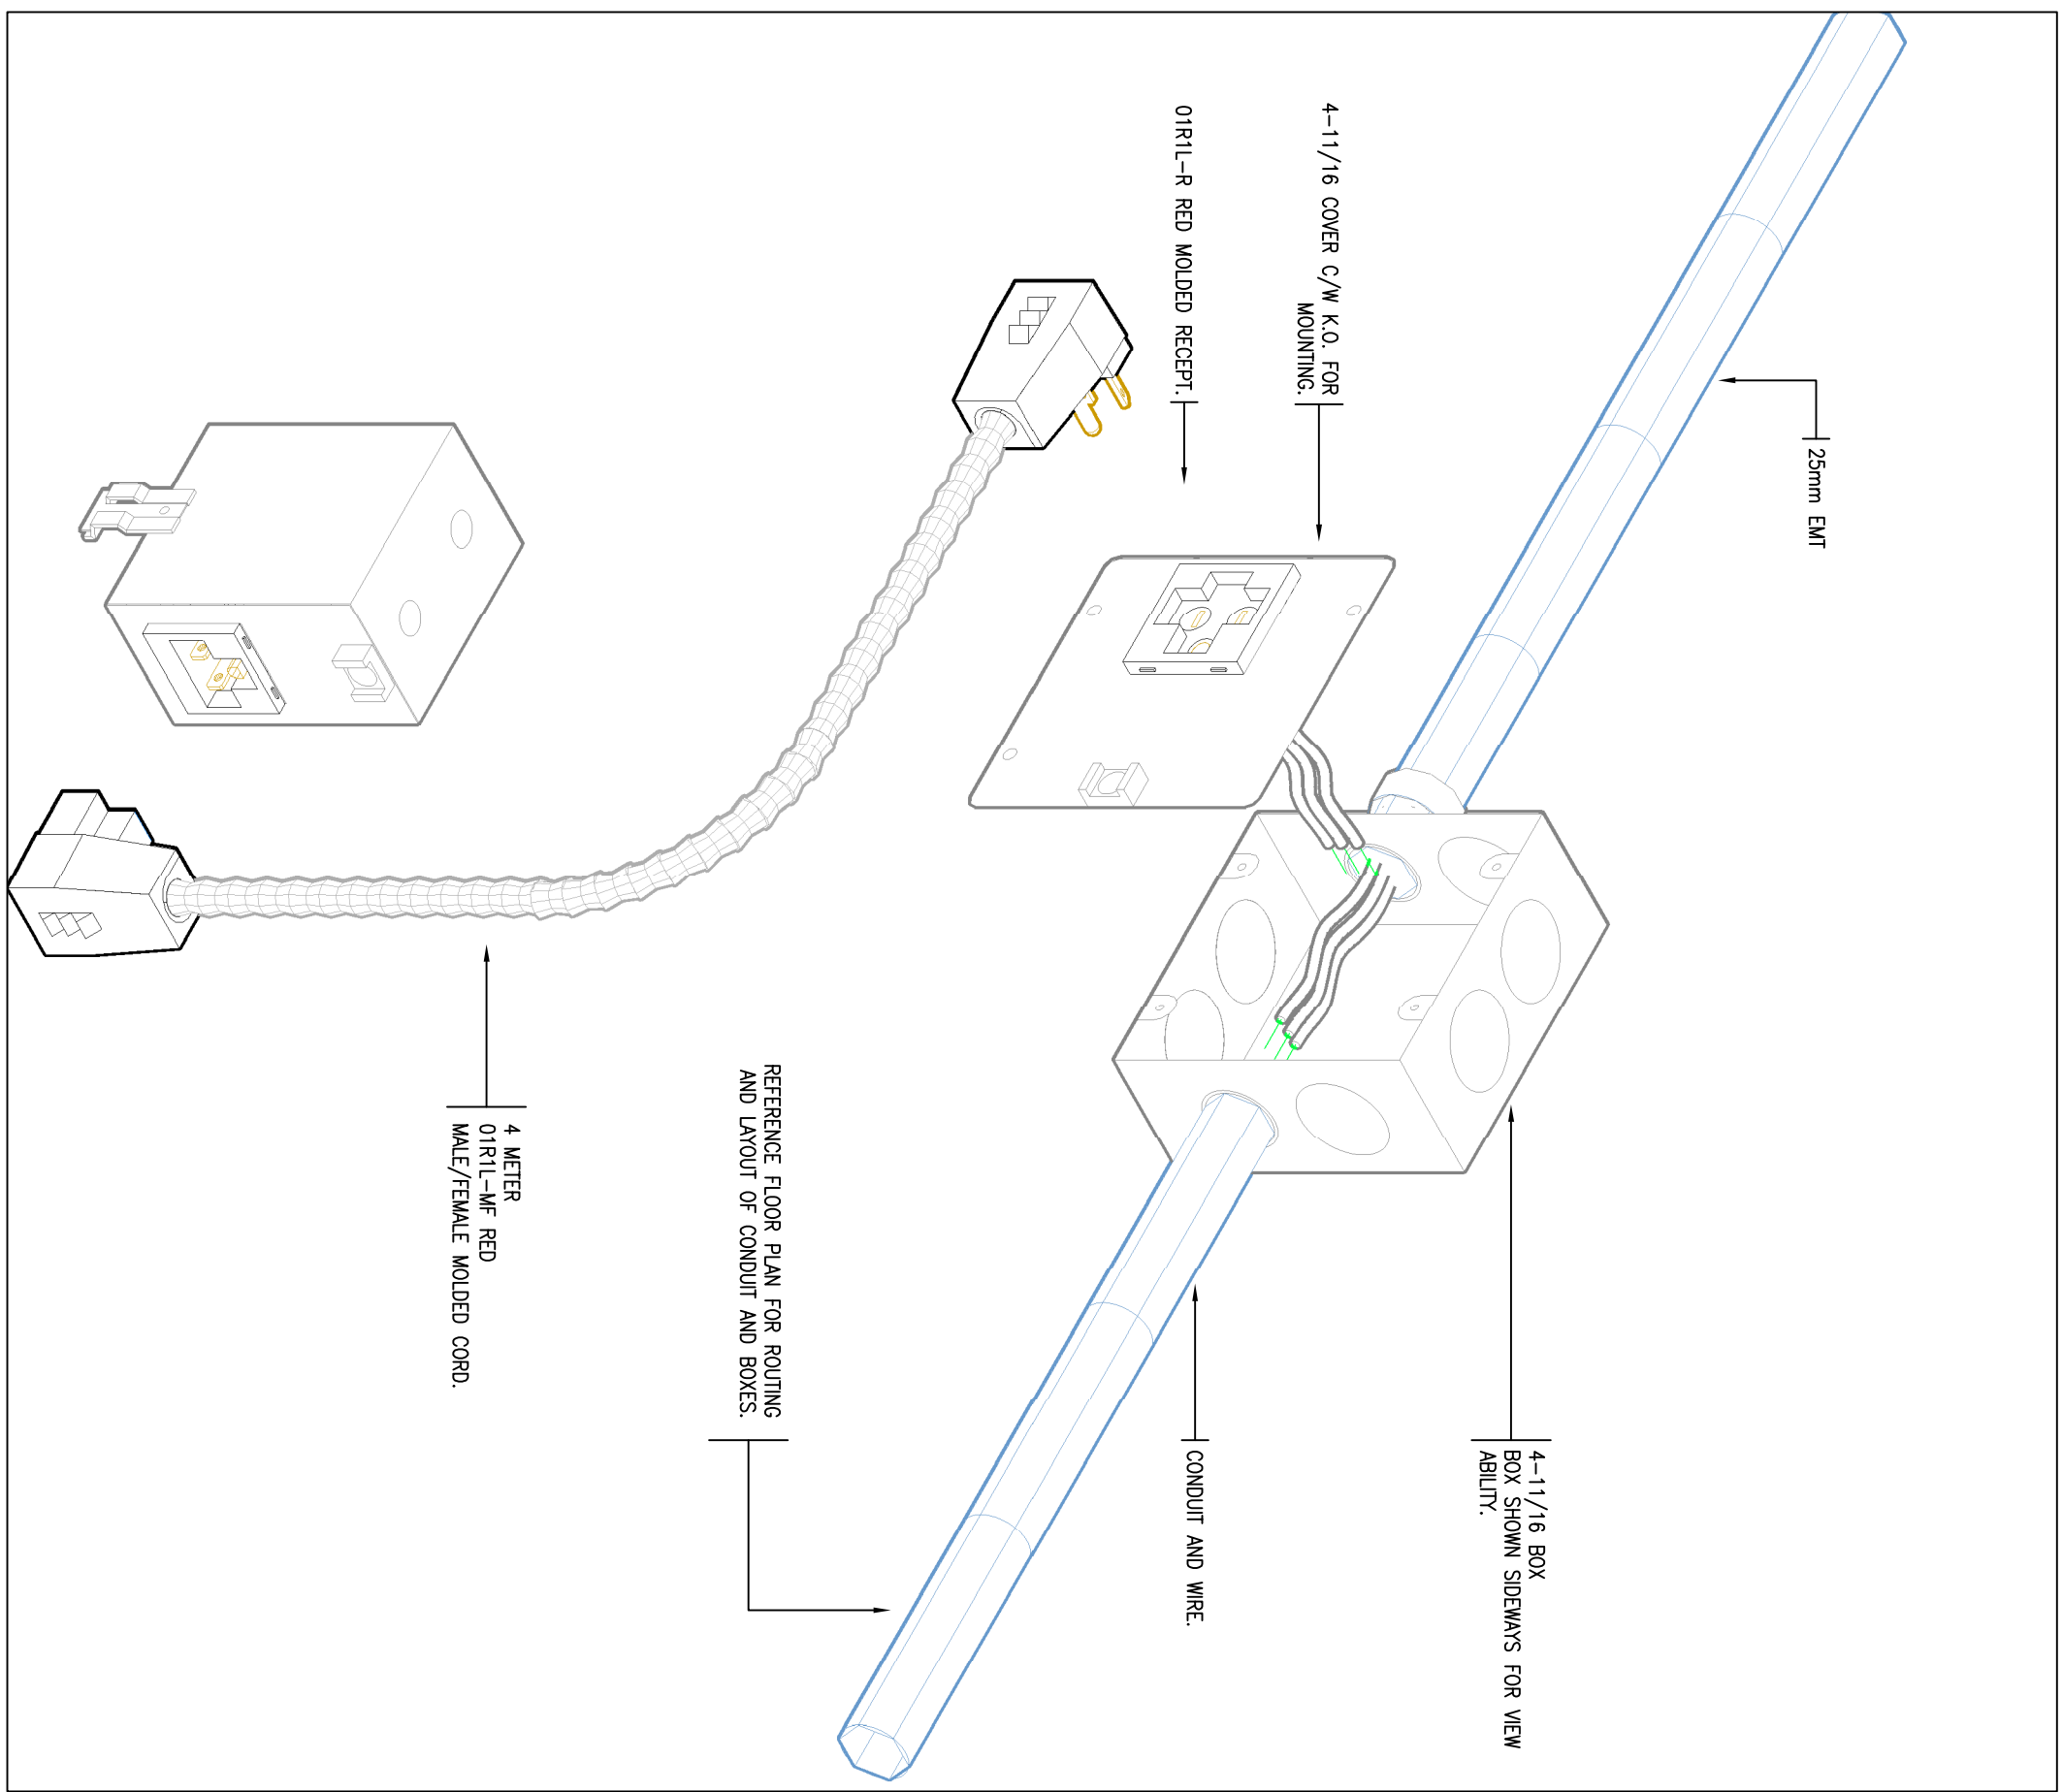 25mm EMT
4-11/16 COVER C/W K.O. FOR
MOUNTING.
01R1L-R RED MOLDED RECEPT.
4-11/16 BOX
BOX SHOWN SIDEWAYS FOR VIEW
ABILITY.
CONDUIT AND WIRE.
REFERENCE FLOOR PLAN FOR ROUTING
AND LAYOUT OF CONDUIT AND BOXES.
4 METER
01R1L-MF RED
MALE/FEMALE MOLDED CORD.